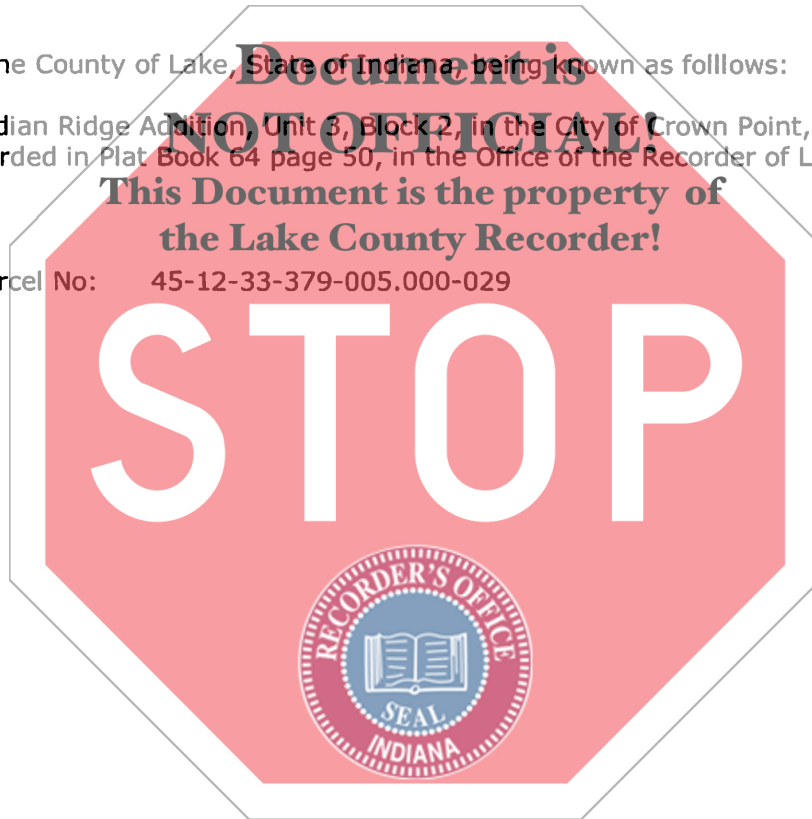 ne County of Lake, State of Indiana, being known as folllows:
Document is
dian Ridge Addition, Unit 3, Block 2, in the City of Crown Point,
NOT OFFICIAL!
rded in Plat Book 64 page 50, in the Office of the Recorder of L
This Document is the property of
the Lake County Recorder!
rcel No: 45-12-33-379-005.000-029
STOP
RECORDER'S OFFICE
SEAL
INDIANA